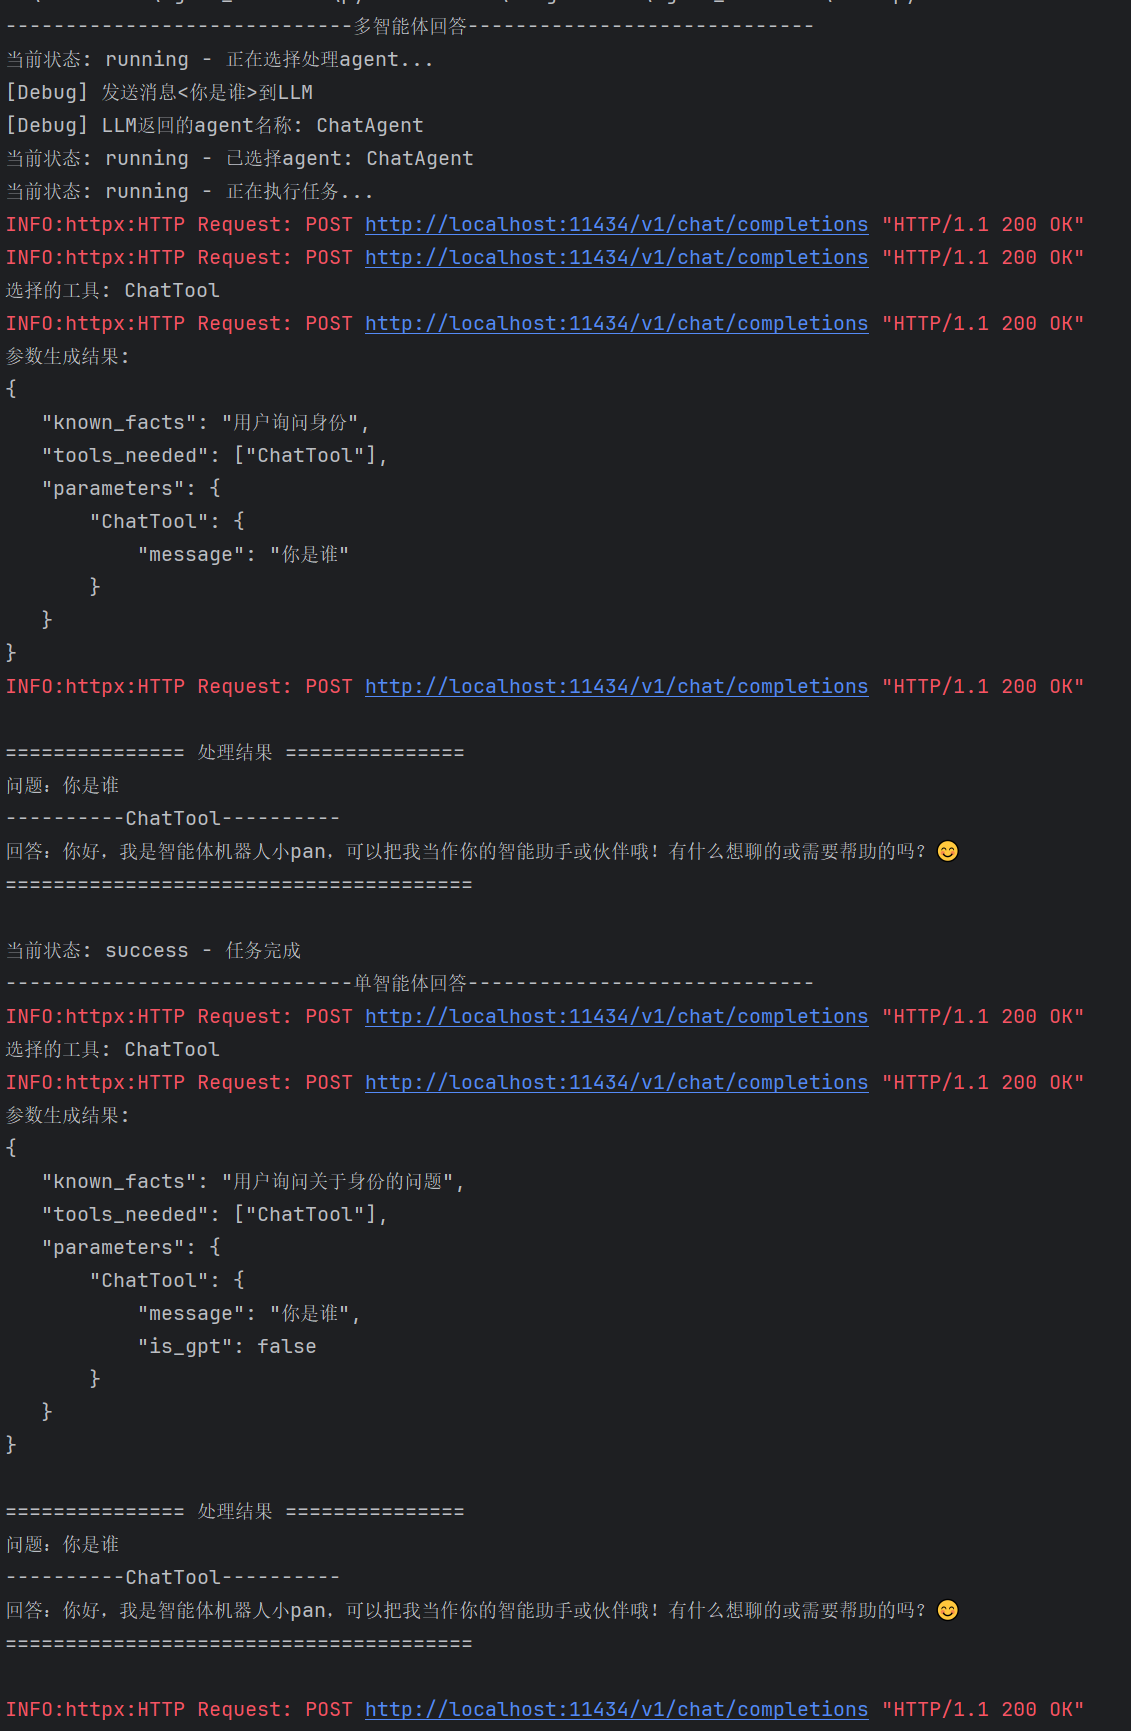 ----------------------------多智能体回答----------------------------
当前状态: running - 正在选择处理agent...
[Debug] 发送消息<你是谁>到LLM
[Debug] LLM返回的agent名称: ChatAgent
当前状态: running - 已选择agent: ChatAgent
当前状态: running - 正在执行任务...
INFO:httpx:HTTP Request: POST http://localhost:11434/v1/chat/completions "HTTP/1.1 200 OK"
INFO:httpx:HTTP Request: POST http://localhost:11434/v1/chat/completions "HTTP/1.1 200 OK"
选择的工具: ChatTool
INFO:httpx:HTTP Request: POST http://localhost:11434/v1/chat/completions "HTTP/1.1 200 OK"
参数生成结果:
{
   "known_facts": "用户询问身份",
   "tools_needed": ["ChatTool"],
   "parameters": {
       "ChatTool": {
           "message": "你是谁"
       }
   }
}
INFO:httpx:HTTP Request: POST http://localhost:11434/v1/chat/completions "HTTP/1.1 200 OK"
=============== 处理结果 ===============
问题：你是谁
----------ChatTool----------
回答：你好，我是智能体机器人小pan，可以把我当作你的智能助手或伙伴哦！有什么想聊的或需要帮助的吗？😊
=======================================
当前状态: success - 任务完成
----------------------------单智能体回答----------------------------
INFO:httpx:HTTP Request: POST http://localhost:11434/v1/chat/completions "HTTP/1.1 200 OK"
选择的工具: ChatTool
INFO:httpx:HTTP Request: POST http://localhost:11434/v1/chat/completions "HTTP/1.1 200 OK"
参数生成结果:
{
   "known_facts": "用户询问关于身份的问题",
   "tools_needed": ["ChatTool"],
   "parameters": {
       "ChatTool": {
           "message": "你是谁",
           "is_gpt": false
       }
   }
}
=============== 处理结果 ===============
问题：你是谁
----------ChatTool----------
回答：你好，我是智能体机器人小pan，可以把我当作你的智能助手或伙伴哦！有什么想聊的或需要帮助的吗？😊
=======================================
INFO:httpx:HTTP Request: POST http://localhost:11434/v1/chat/completions "HTTP/1.1 200 OK"